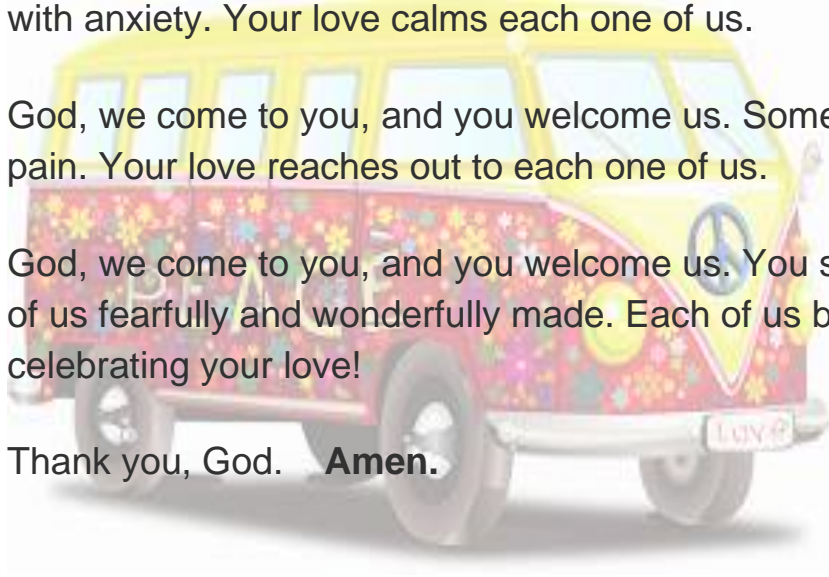 with anxiety. Your love calms each one of us.
God, we come to you, and you welcome us. Some
pain. Your love reaches out to each one of us.
God, we come to you, and you welcome us. You s
of us fearfully and wonderfully made. Each of us b
celebrating your love!
Thank you, God. Amen.
PEACE
LOVE